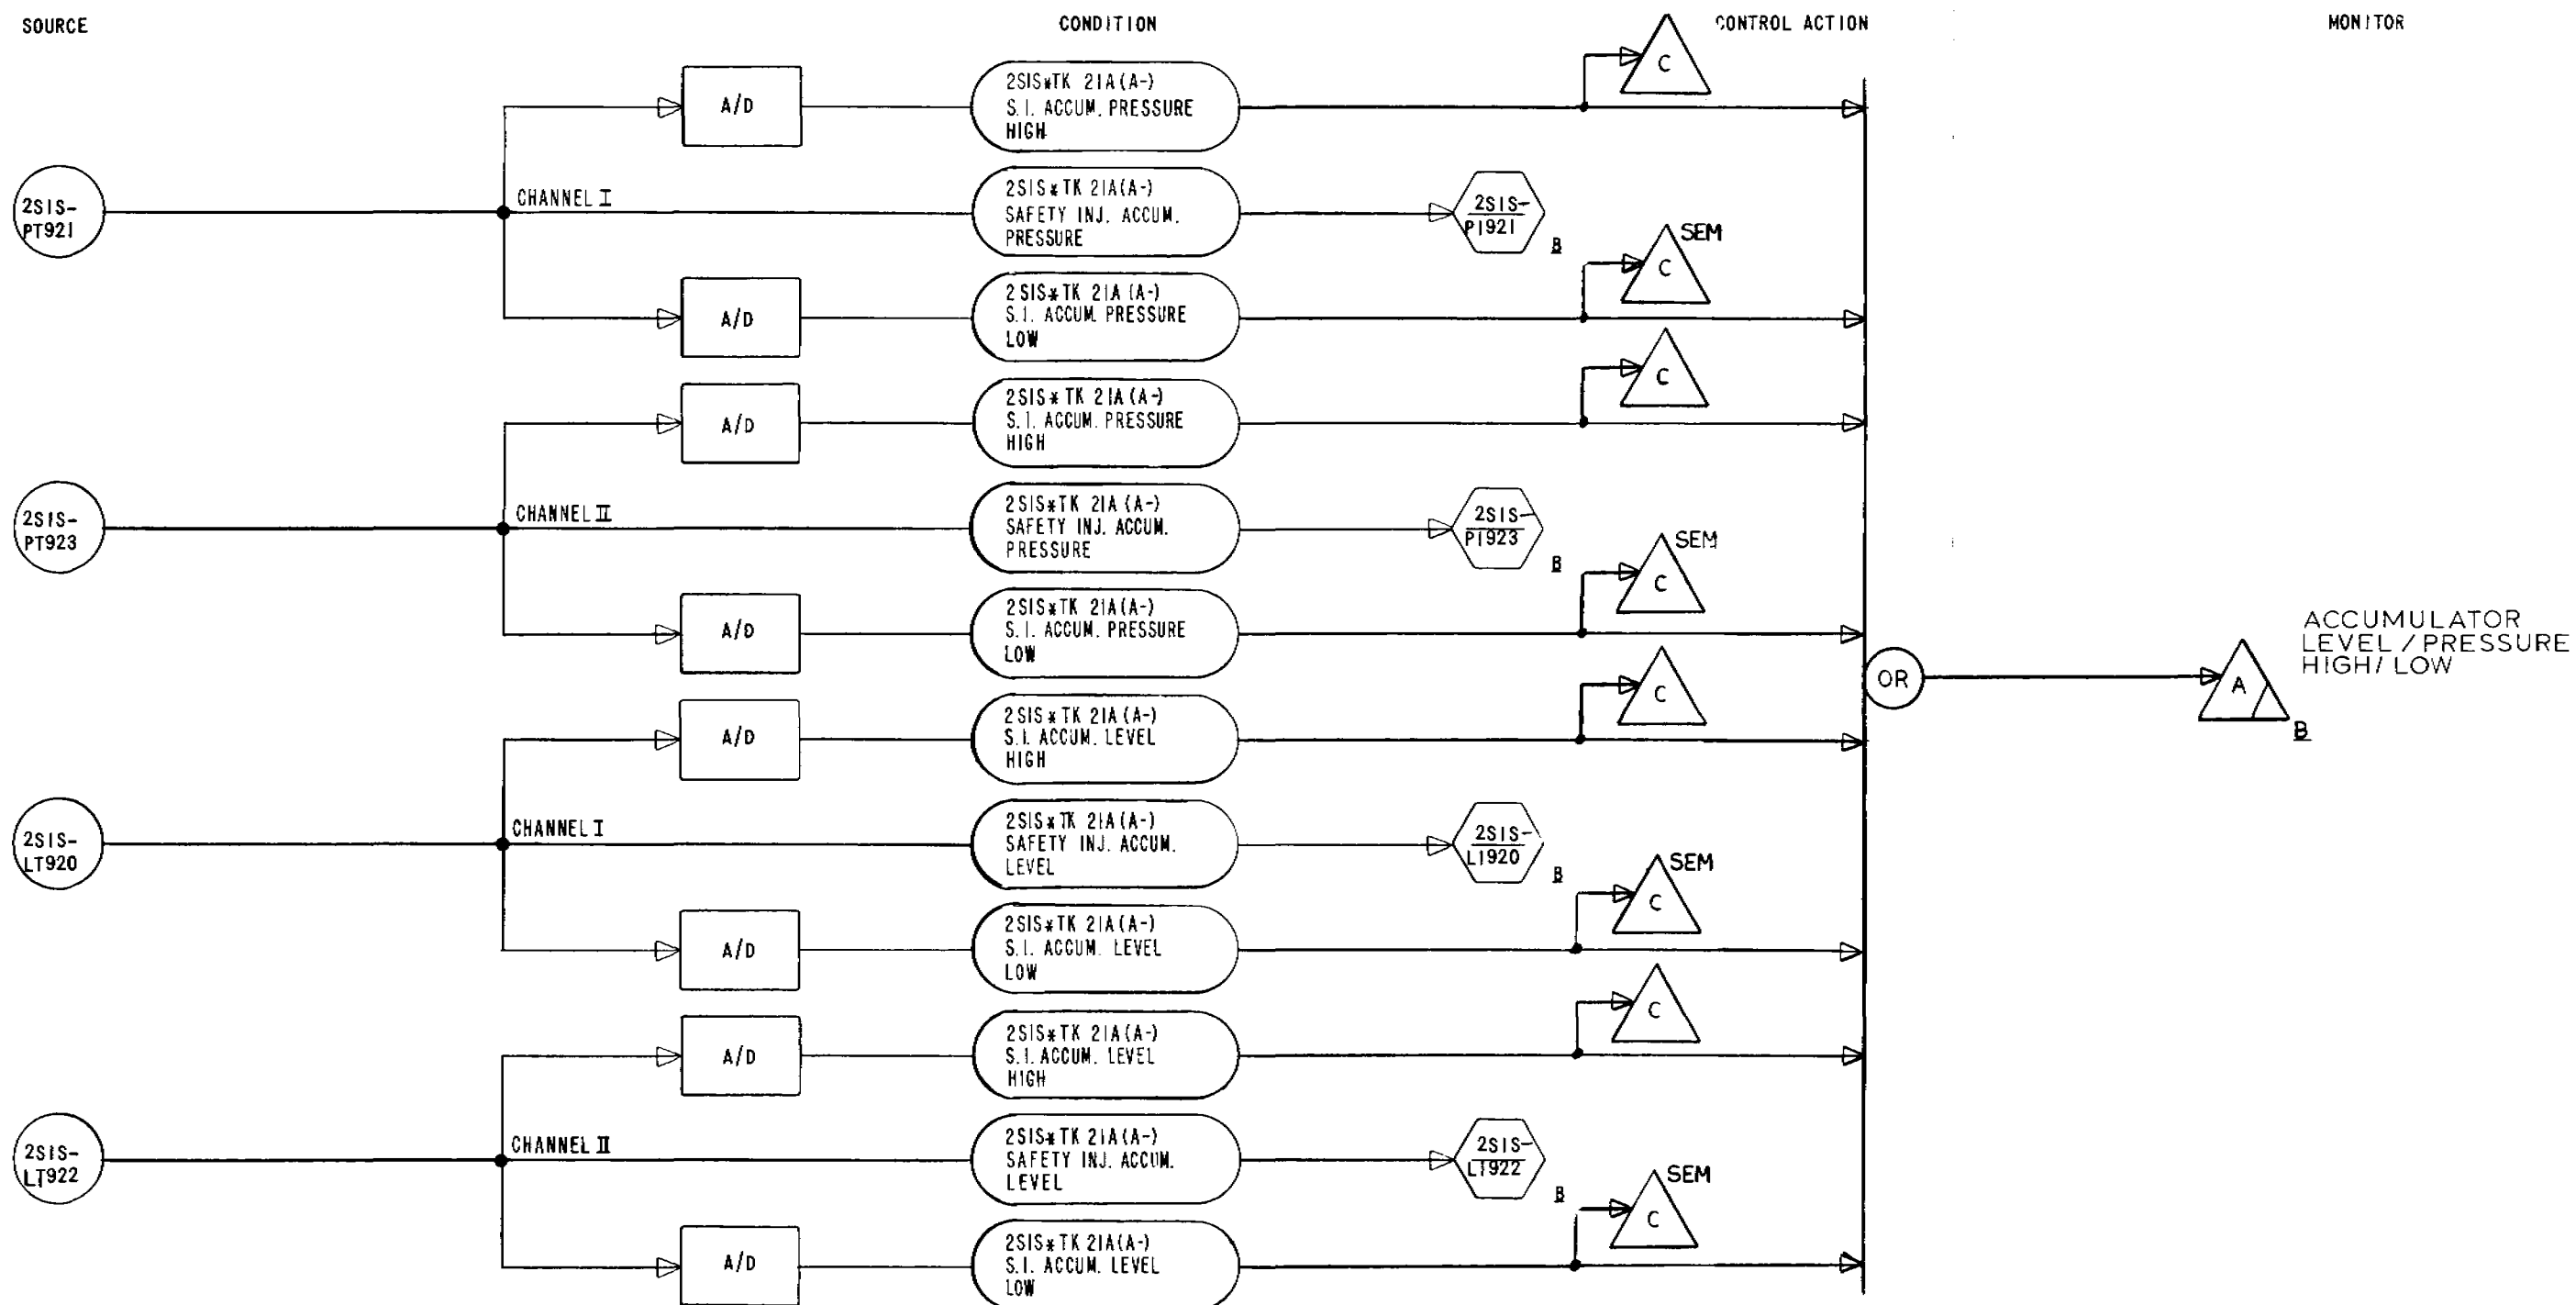 SOURCE
CONDITION
CONTROL ACTION
MONITOR
2SIS-
PT921
CHANNEL I
A/D
2SIS*TK 21A(A-)
S.I. ACCUM. PRESSURE
HIGH
C
2SIS*TK 21A(A-)
SAFETY INJ. ACCUM.
PRESSURE
2SIS-
PI921
B
A/D
2SIS*TK 21A (A-)
S.I. ACCUM. PRESSURE
LOW
SEM
C
2SIS-
PT923
CHANNEL II
A/D
2SIS*TK 21A (A-)
S.I. ACCUM. PRESSURE
HIGH
C
2SIS*TK 21A (A-)
SAFETY INJ. ACCUM.
PRESSURE
2SIS-
PI923
B
A/D
2SIS*TK 21A(A-)
S.I. ACCUM. PRESSURE
LOW
SEM
C
2SIS-
LT920
CHANNEL I
A/D
2SIS*TK 21A (A-)
S.I. ACCUM. LEVEL
HIGH
C
2SIS*TK 21A(A-)
SAFETY INJ. ACCUM.
LEVEL
2SIS-
LI920
B
A/D
2SIS*TK 21A(A-)
S.I. ACCUM. LEVEL
LOW
SEM
C
2SIS-
LT922
CHANNEL II
A/D
2SIS*TK 21A(A-)
S.I. ACCUM. LEVEL
HIGH
C
2SIS*TK 21A(A-)
SAFETY INJ. ACCUM.
LEVEL
2SIS-
LI922
B
A/D
2SIS*TK 21A(A-)
S.I. ACCUM. LEVEL
LOW
SEM
C
OR
A
B
ACCUMULATOR
LEVEL/PRESSURE
HIGH/LOW